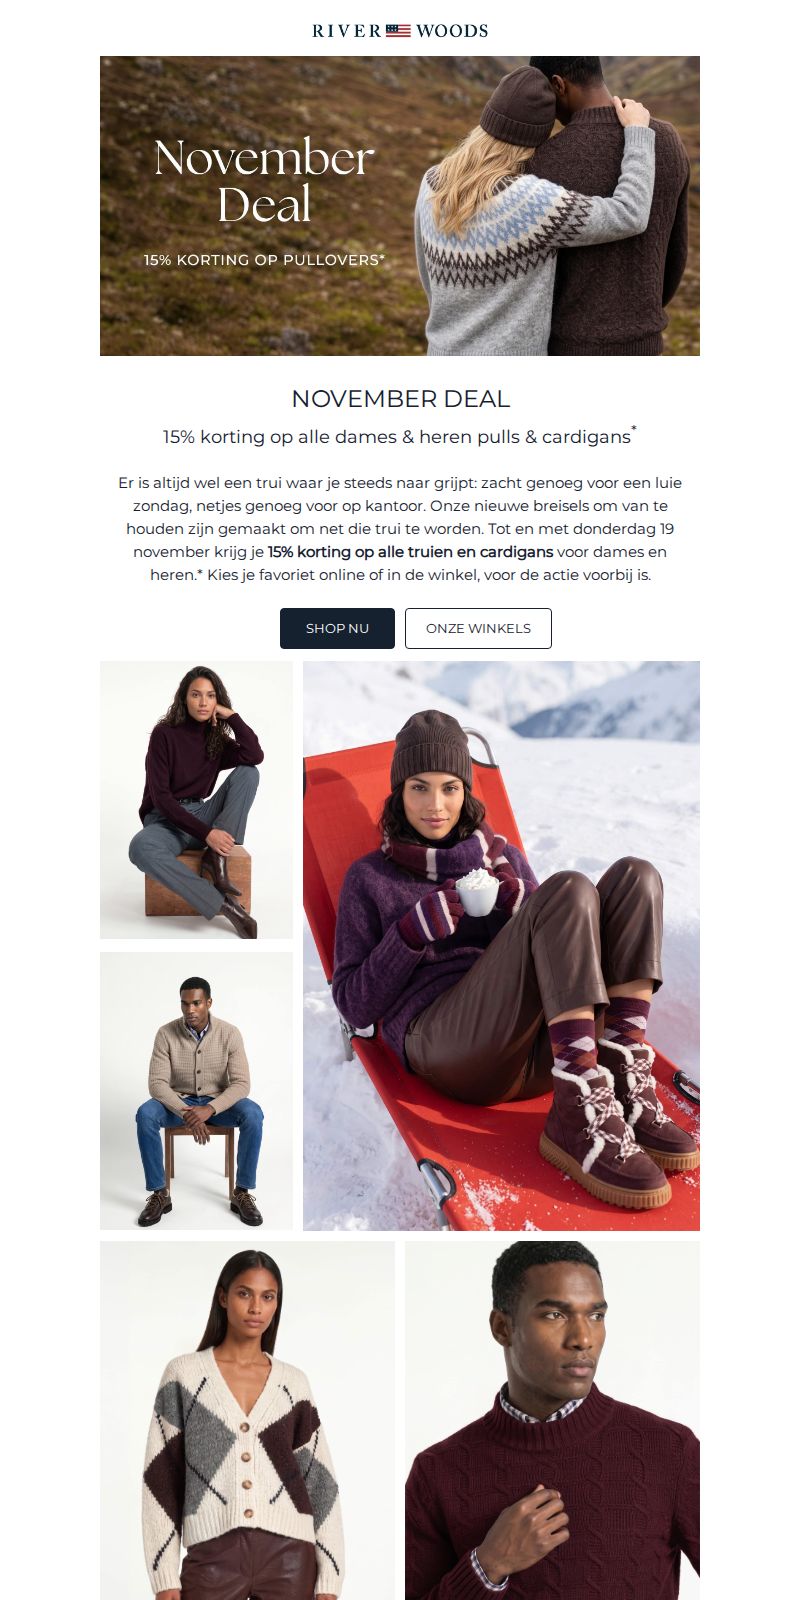 RIVER WOODS
November
Deal
15% KORTING OP PULLOVERS*
NOVEMBER DEAL
15% korting op alle dames & heren pulls & cardigans*
Er is altijd wel een trui waar je steeds naar grijpt: zacht genoeg voor een luie
zondag, netjes genoeg voor op kantoor. Onze nieuwe breisels om van te
houden zijn gemaakt om net die trui te worden. Tot en met donderdag 19
november krijg je 15% korting op alle truien en cardigans voor dames en
heren.* Kies je favoriet online of in de winkel, voor de actie voorbij is.
SHOP NU
ONZE WINKELS